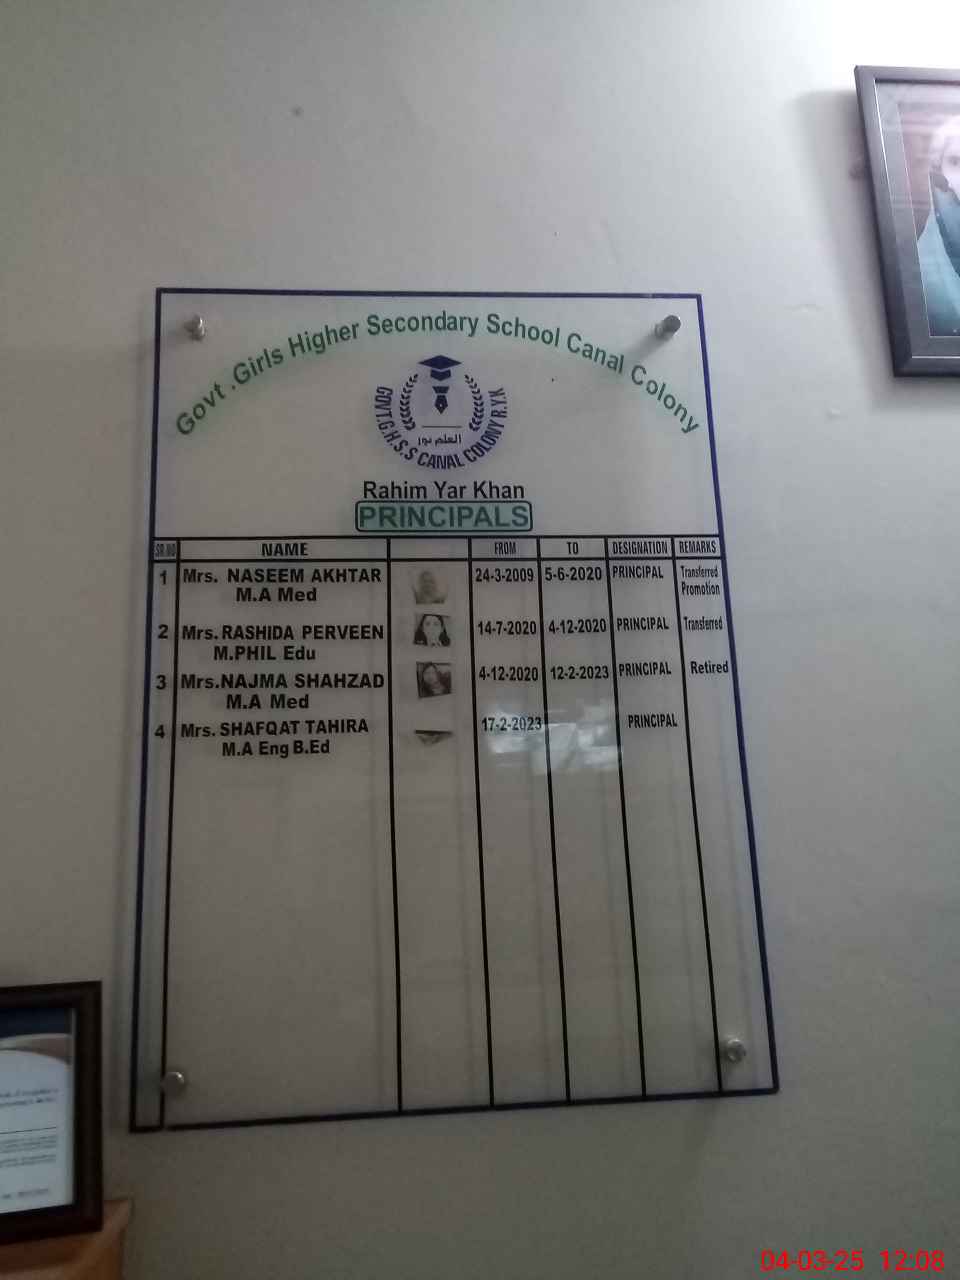 Govt .Girls Higher Secondary School Canal Colony
GOVT.G.H.S.S CANAL COLONY R.Y.K
العلم نور
Rahim Yar Khan
PRINCIPALS
SR.NO NAME FROM TO DESIGNATION REMARKS
1 Mrs. NASEEM AKHTAR 24-3-2009 5-6-2020 PRINCIPAL Transferred
M.A Med Promotion
2 Mrs.RASHIDA PERVEEN 14-7-2020 4-12-2020 PRINCIPAL Transferred
M.PHIL Edu
3 Mrs.NAJMA SHAHZAD 4-12-2020 12-2-2023 PRINCIPAL Retired
M.A Med
4 Mrs. SHAFQAT TAHIRA 17-2-2023 PRINCIPAL
M.A Eng B.Ed
04-03-25 12:08